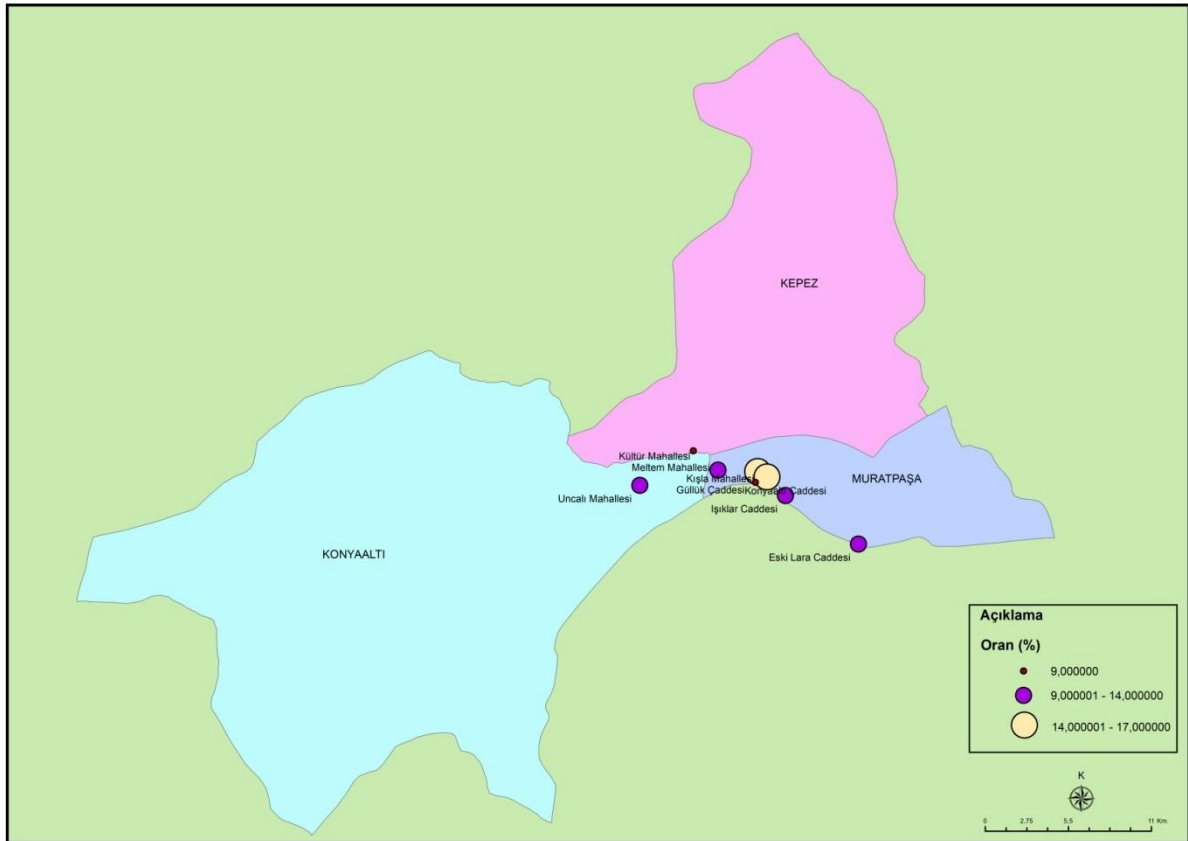 KEPEZ
Kültür Mahallesi
Meltem Mahallesi
Kışla Mahallesi
MURATPAŞA
Güllük Caddesi
Konyaaltı Caddesi
Uncalı Mahallesi
Işıklar Caddesi
KONYAALTI
Eski Lara Caddesi
Açıklama
Oran (%)
9,000000
9,000001 - 14,000000
14,000001 - 17,000000
K
0 2,75 5,5 11 Km.